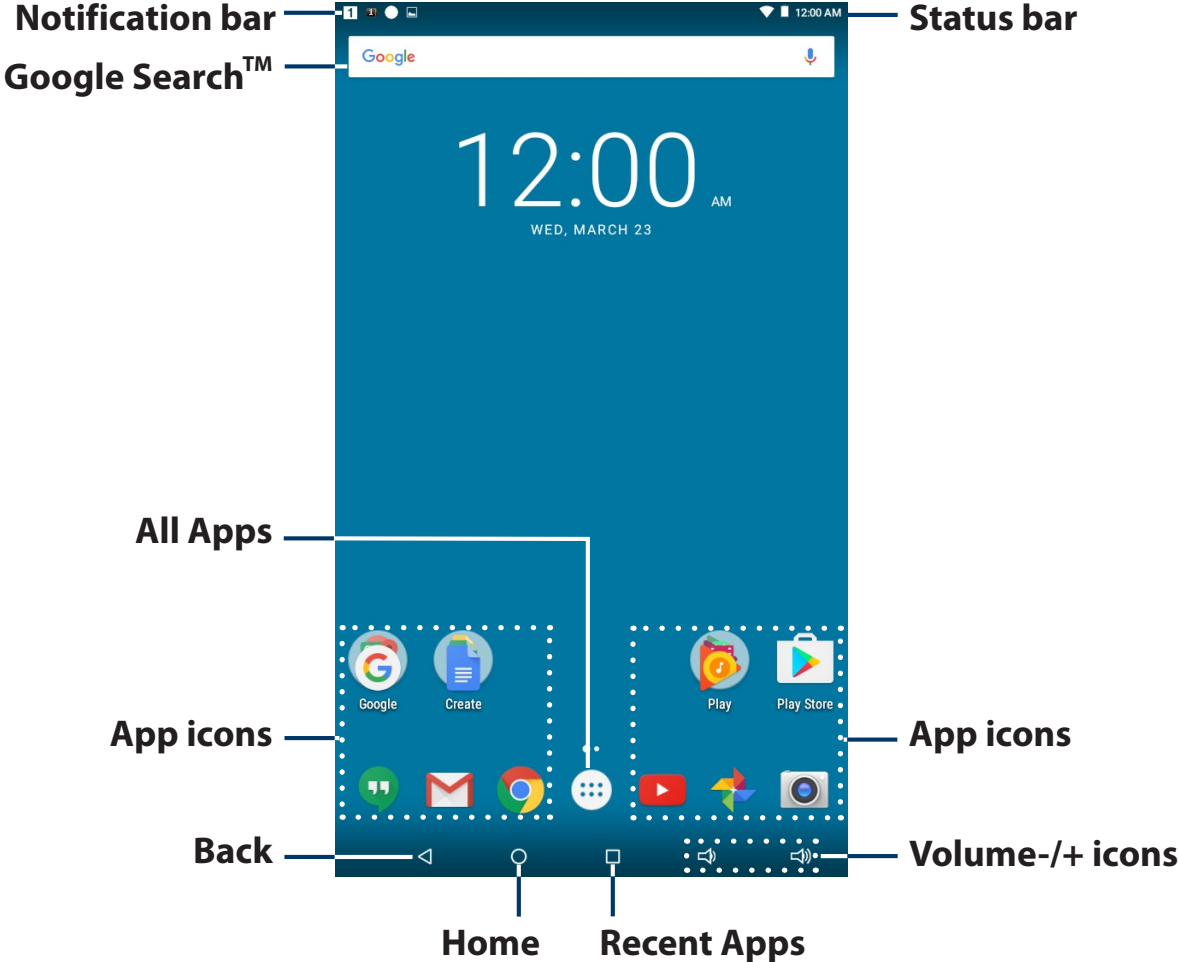 Notification bar
1 12:00 AM
Status bar
Google Search™
Google
12:00 AM
WED, MARCH 23
All Apps
Google Create Play Play Store
App icons
App icons
Back
Volume-/+ icons
Home Recent Apps